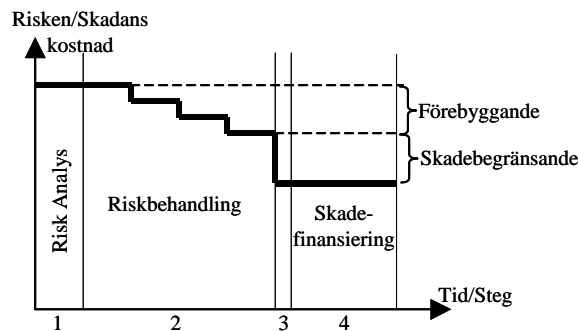 Risken/Skadans
kostnad
Förebyggande
Skadebegränsande
Risk Analys
Riskbehandling
Skade-
finansiering
Tid/Steg
1
2
3
4